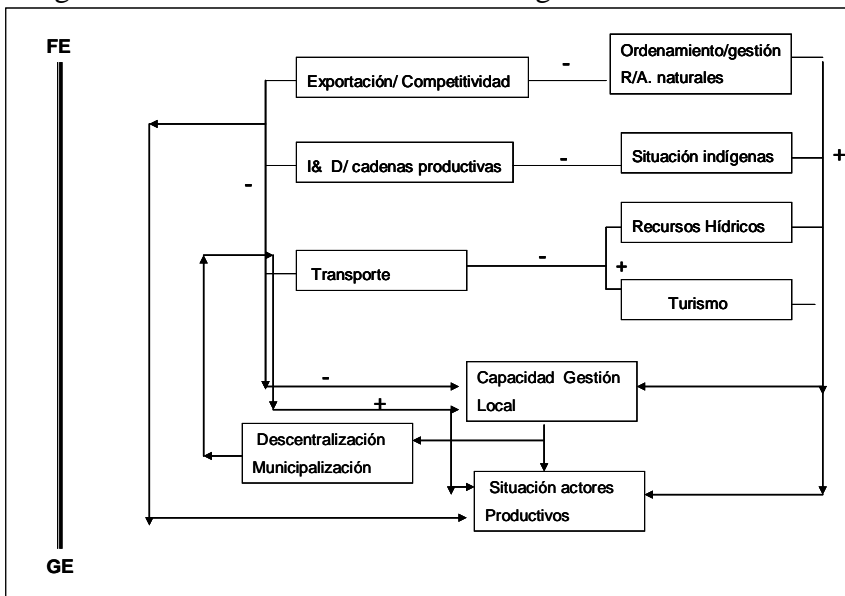 FE
Exportación/ Competitividad
-
Ordenamiento/gestión
R/A. naturales
I& D/ cadenas productivas
-
Situación indígenas
+
-
Recursos Hídricos
Transporte
-
+
Turismo
-
Capacidad Gestión
Local
+
Descentralización
Municipalización
Situación actores
Productivos
GE